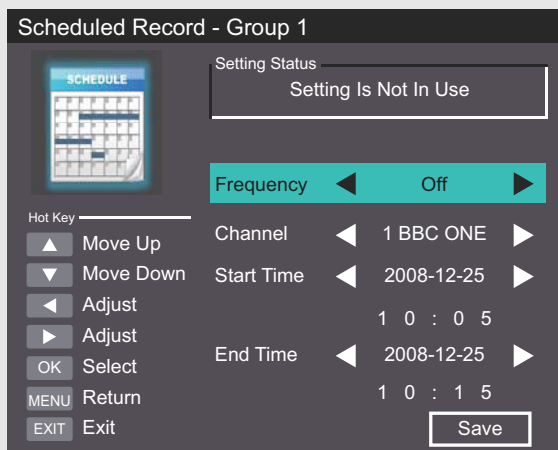 Scheduled Record - Group 1
SCHEDULE
Setting Status
Setting Is Not In Use
Frequency Off
Hot Key
Move Up
Move Down
Adjust
Adjust
OK Select
MENU Return
EXIT Exit
Channel 1 BBC ONE
Start Time 2008-12-25
1 0 : 0 5
End Time 2008-12-25
1 0 : 1 5
Save